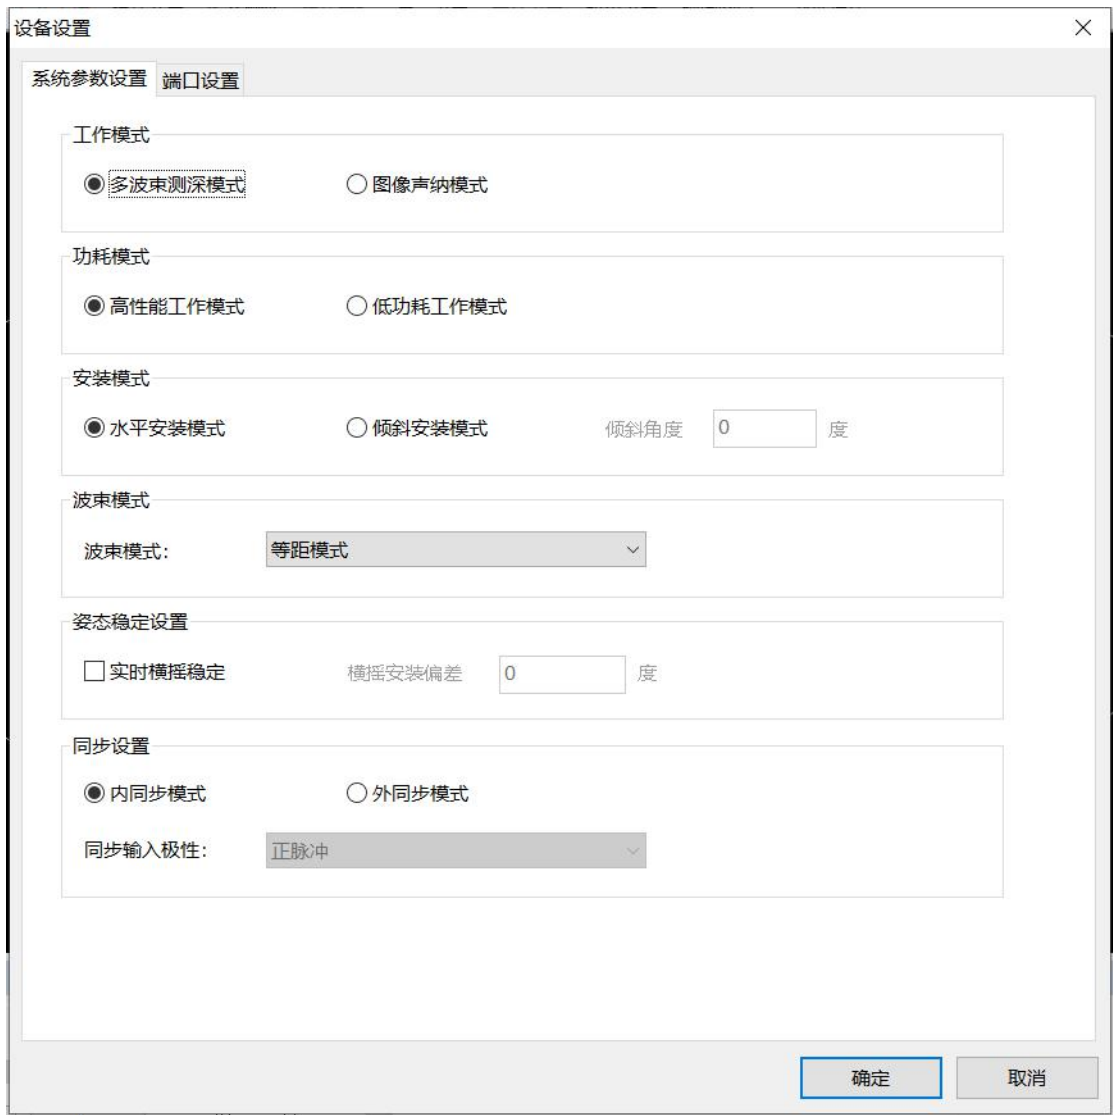 设备设置
系统参数设置 端口设置
工作模式
多波束测深模式 图像声纳模式
功耗模式
高性能工作模式 低功耗工作模式
安装模式
水平安装模式 倾斜安装模式 倾斜角度 0 度
波束模式
波束模式： 等距模式
姿态稳定设置
实时横摇稳定 横摇安装偏差 0 度
同步设置
内同步模式 外同步模式
同步输入极性： 正脉冲
确定 取消